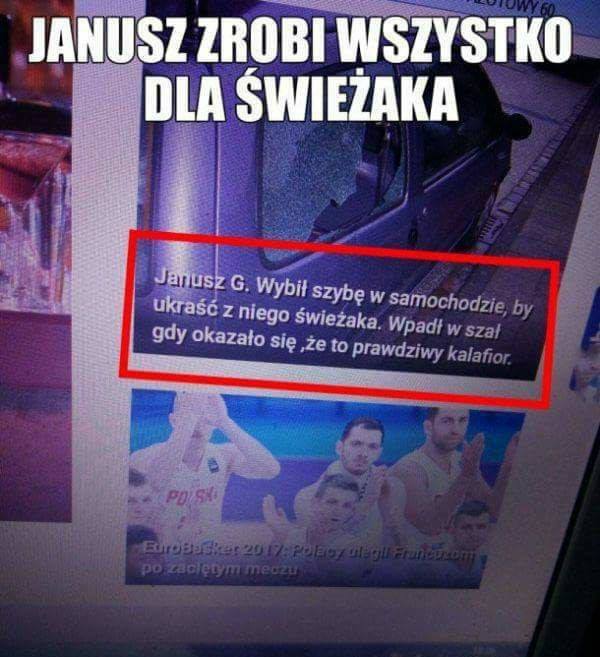 JANUSZ ZROBI WSZYSTKO
DLA ŚWIEŻAKA
Janusz G. Wybił szybę w samochodzie, by
ukraść z niego świeżaka. Wpadł w szał
gdy okazało się ,że to prawdziwy kalafior.
POLSKA
EuroBasket 2017: Polacy ulegli Francuzom
po zaciętym meczu